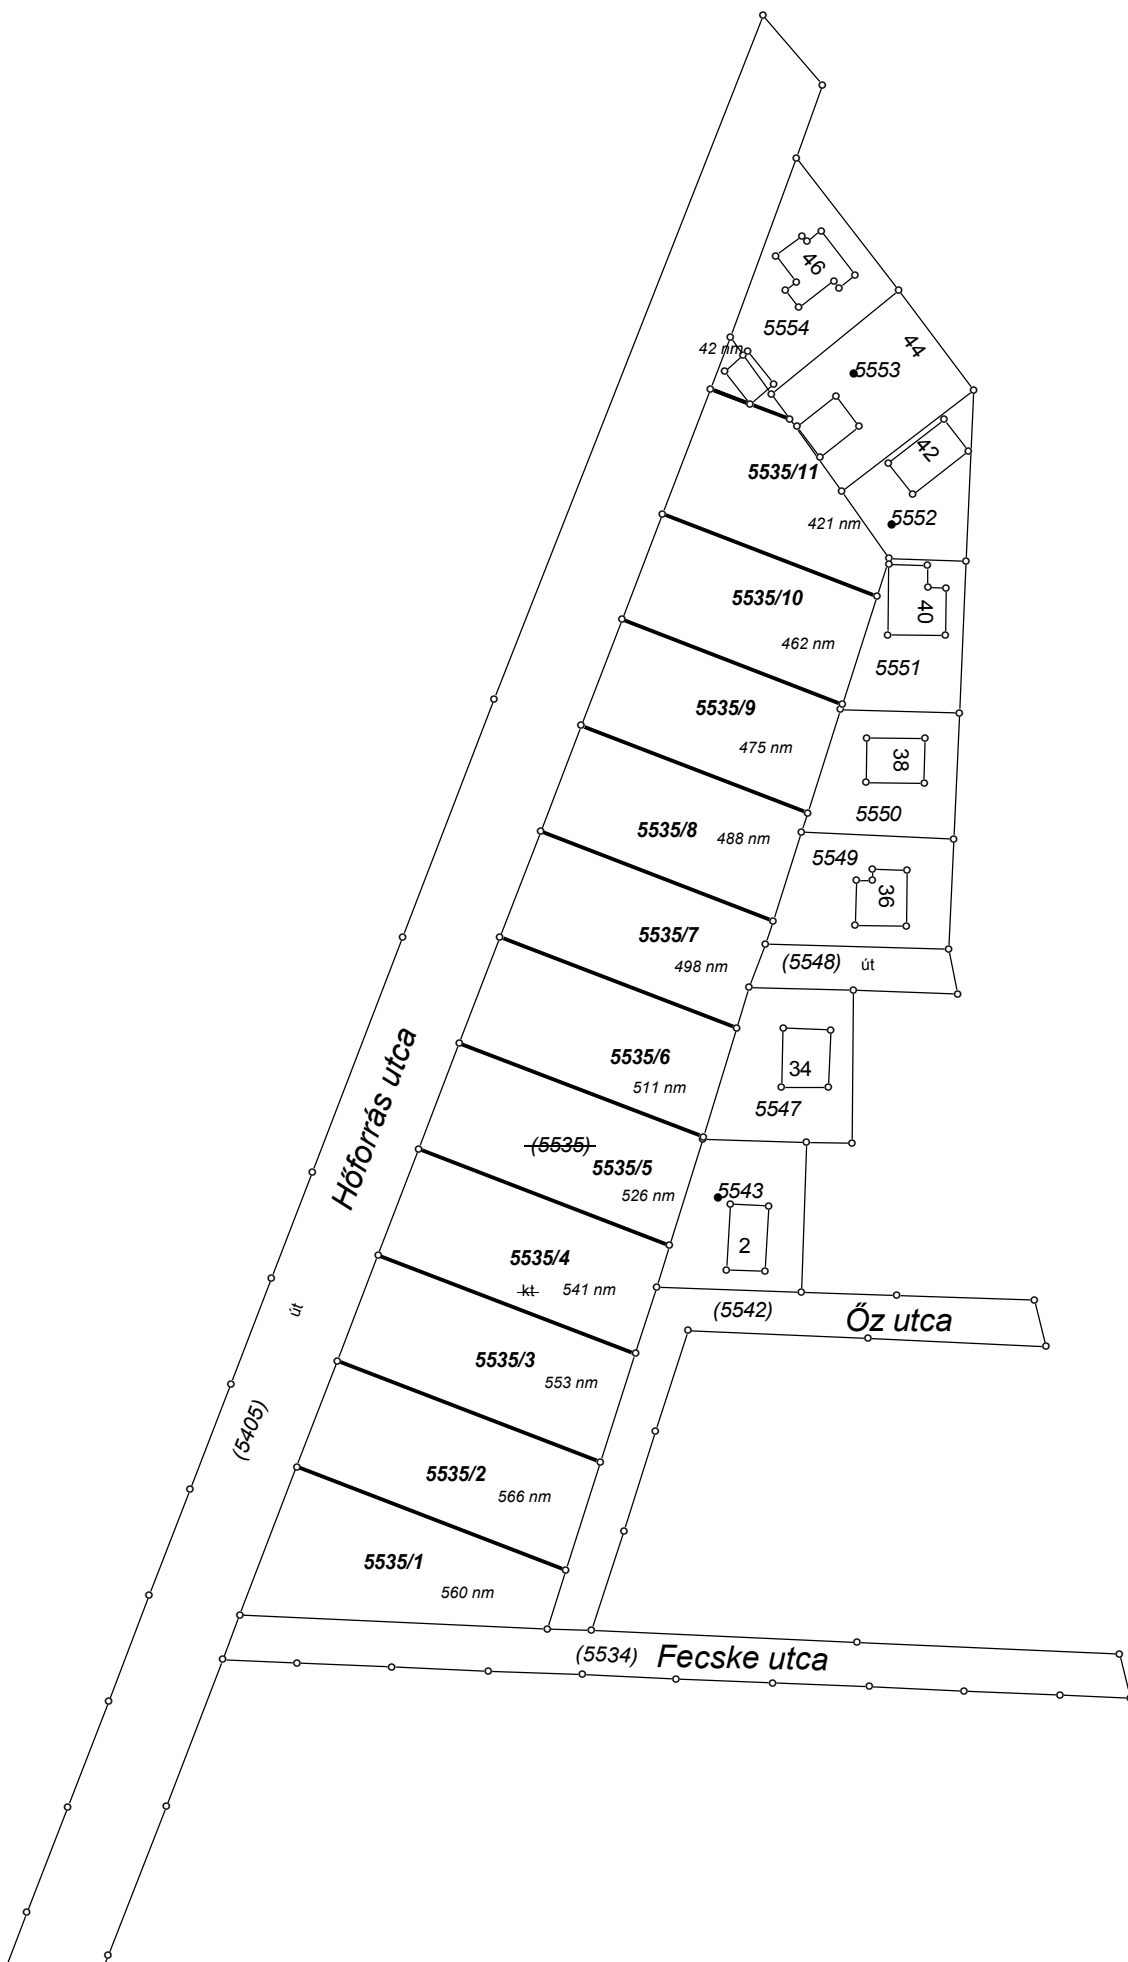 46
5554
44
42 nm
5553
42
5535/11
421 nm
5552
5535/10
40
462 nm
5551
5535/9
475 nm
38
5550
5535/8
488 nm
5549
36
5535/7
498 nm
(5548)
út
5535/6
511 nm
34
5547
Hőforrás utca
(5535)
5535/5
526 nm
5543
2
5535/4
kt
541 nm
(5542)
Őz utca
út
5535/3
553 nm
(5405)
5535/2
566 nm
5535/1
560 nm
(5534)
Fecske utca